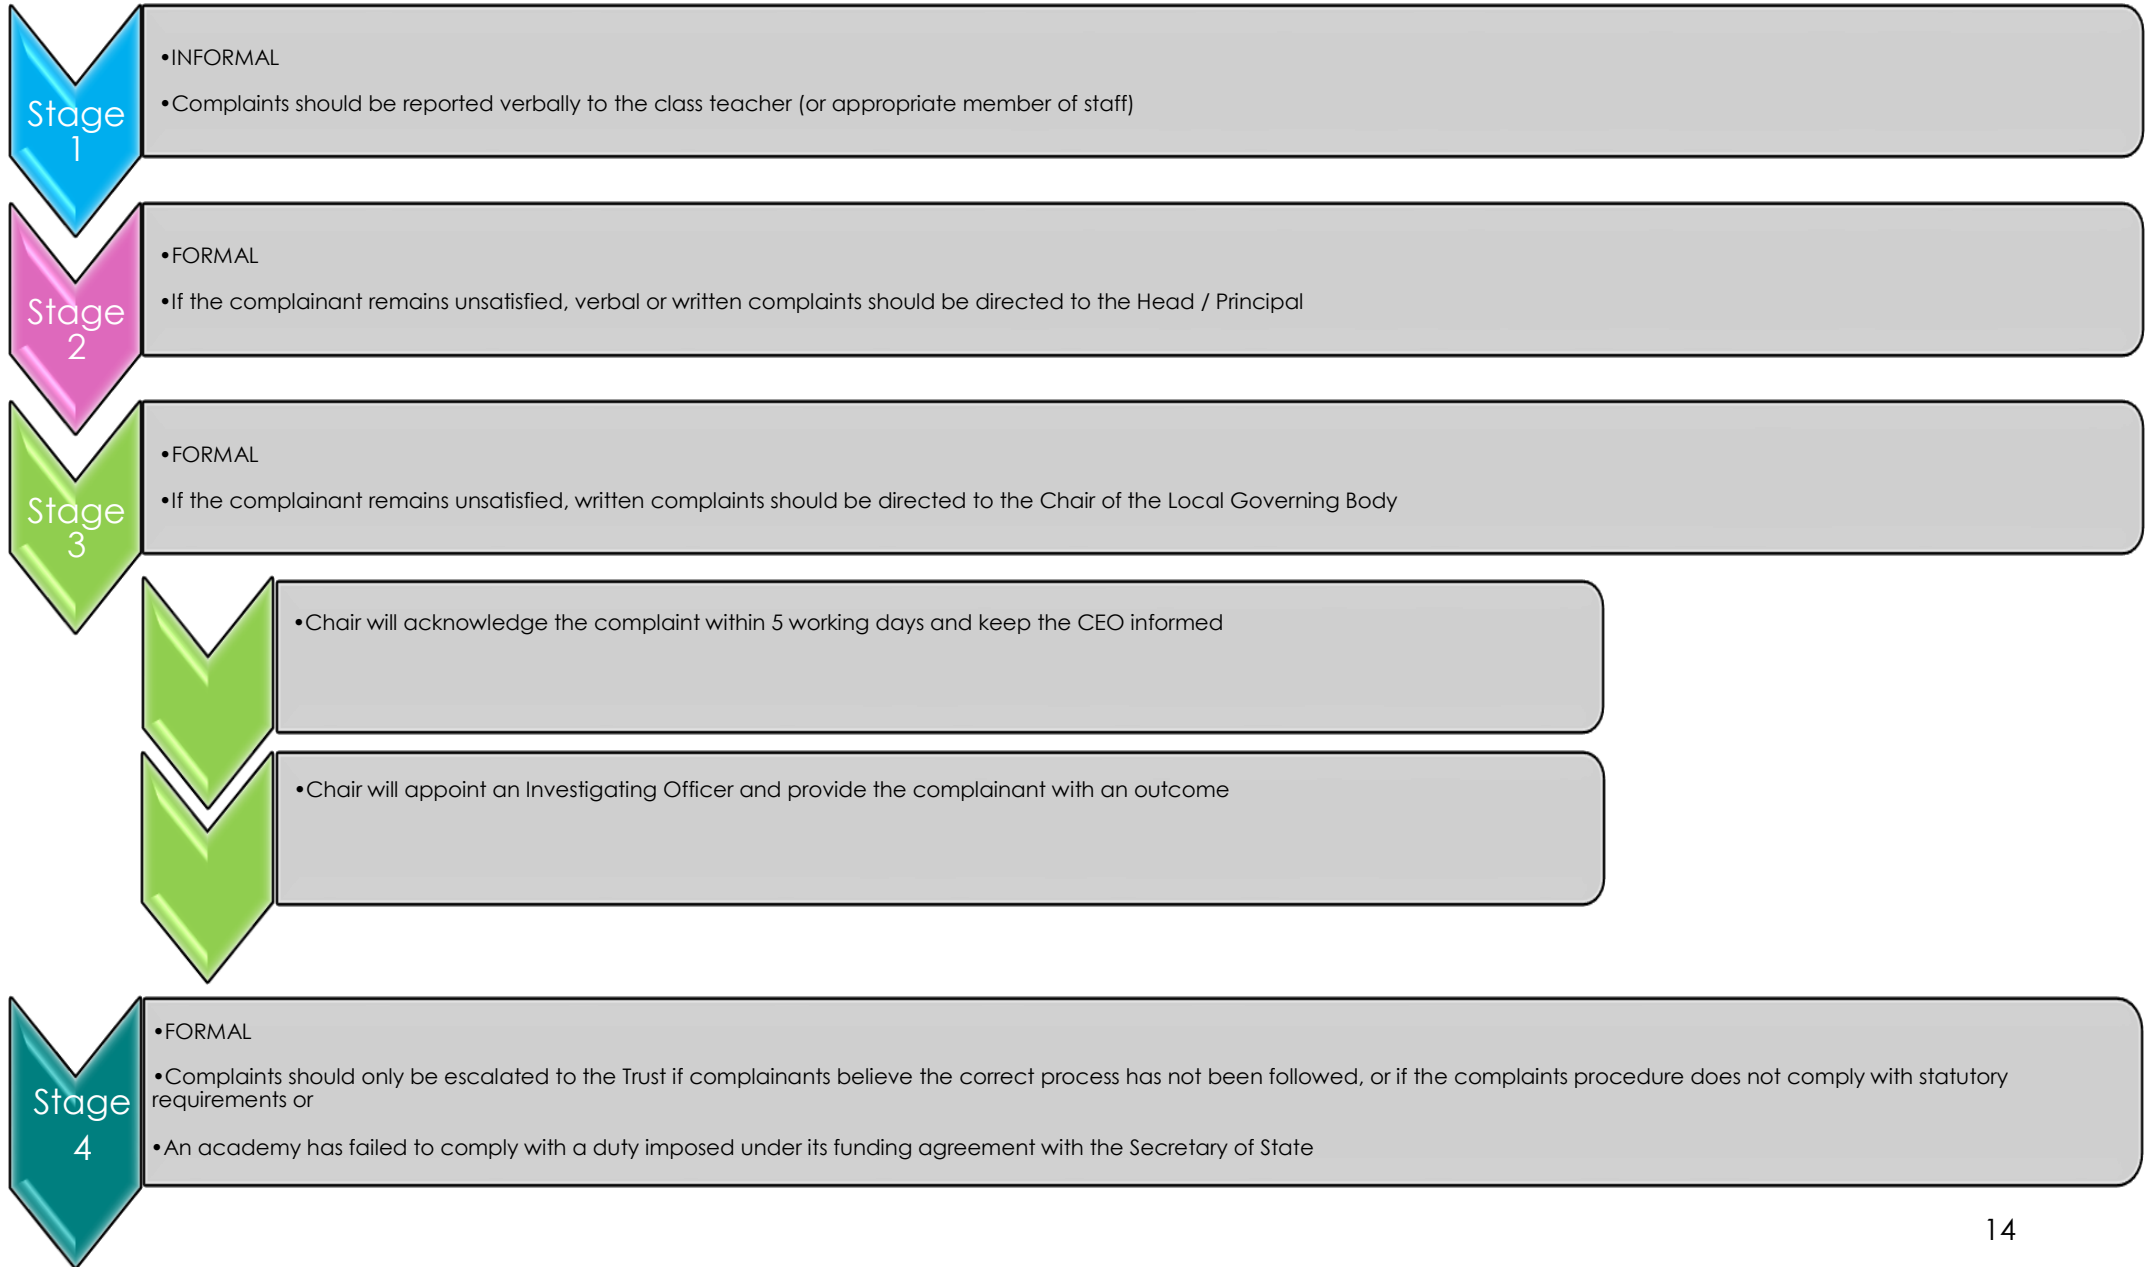 Stage
1
•INFORMAL
•Complaints should be reported verbally to the class teacher (or appropriate member of staff)
Stage
2
•FORMAL
•If the complainant remains unsatisfied, verbal or written complaints should be directed to the Head / Principal
Stage
3
•FORMAL
•If the complainant remains unsatisfied, written complaints should be directed to the Chair of the Local Governing Body
•Chair will acknowledge the complaint within 5 working days and keep the CEO informed
•Chair will appoint an Investigating Officer and provide the complainant with an outcome
Stage
4
•FORMAL
•Complaints should only be escalated to the Trust if complainants believe the correct process has not been followed, or if the complaints procedure does not comply with statutory
requirements or
•An academy has failed to comply with a duty imposed under its funding agreement with the Secretary of State
14